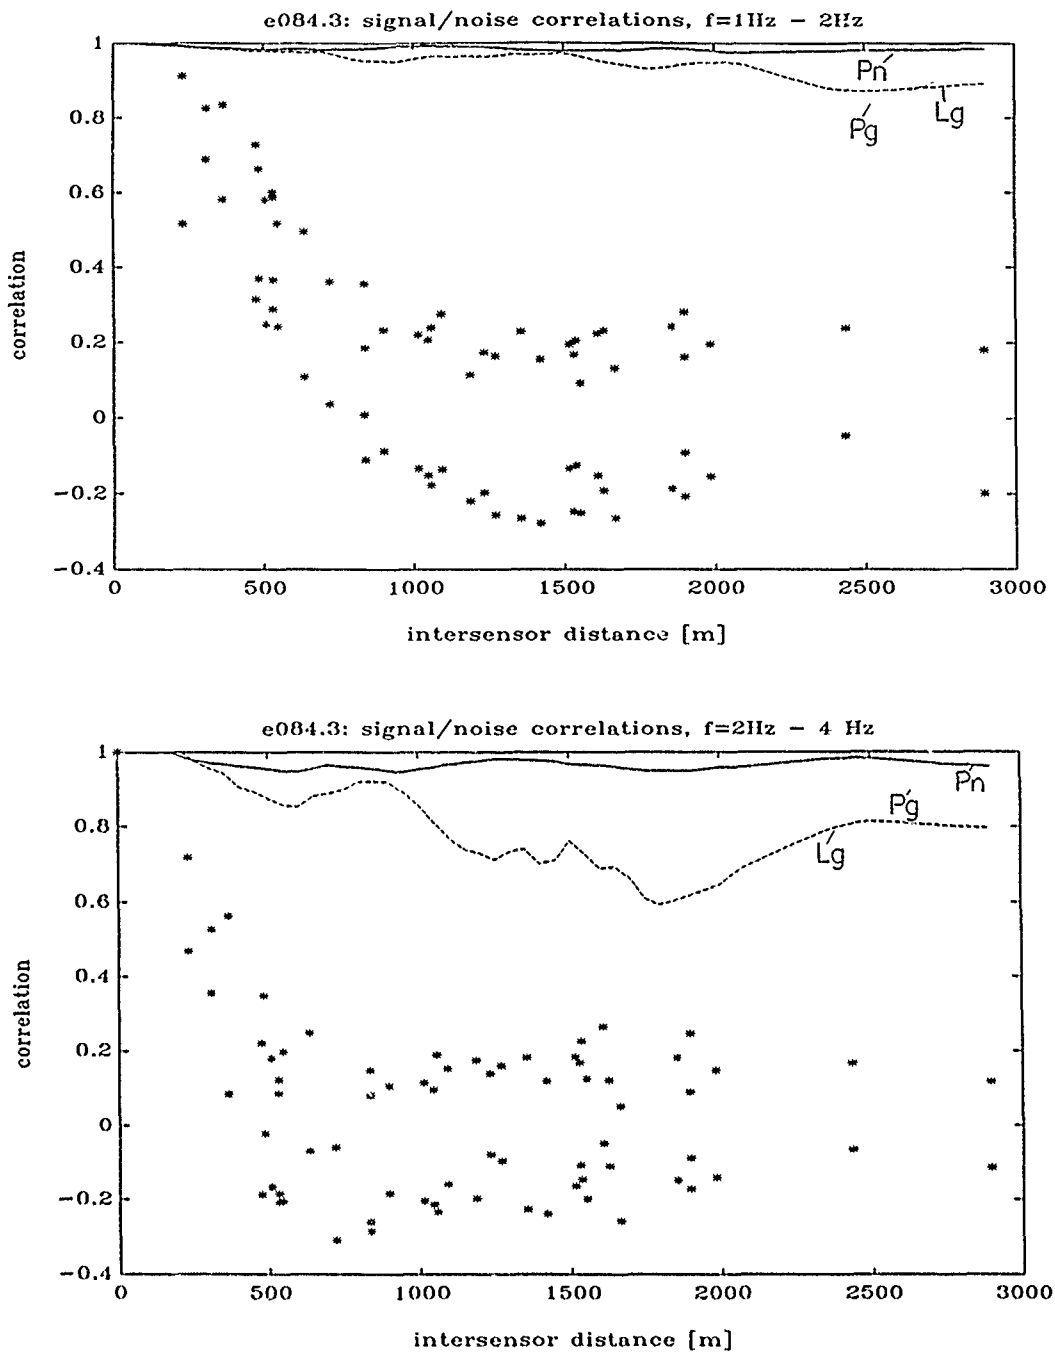 e084.3: signal/noise correlations, f=1Hz - 2Hz
1
0.8
0.6
0.4
0.2
0
-0.2
-0.4
correlation
Pn
Pg
Lg
0 500 1000 1500 2000 2500 3000
intersensor distance [m]
e084.3: signal/noise correlations, f=2Hz - 4 Hz
1
0.8
0.6
0.4
0.2
0
-0.2
-0.4
correlation
Pn
Pg
Lg
0 500 1000 1500 2000 2500 3000
intersensor distance [m]